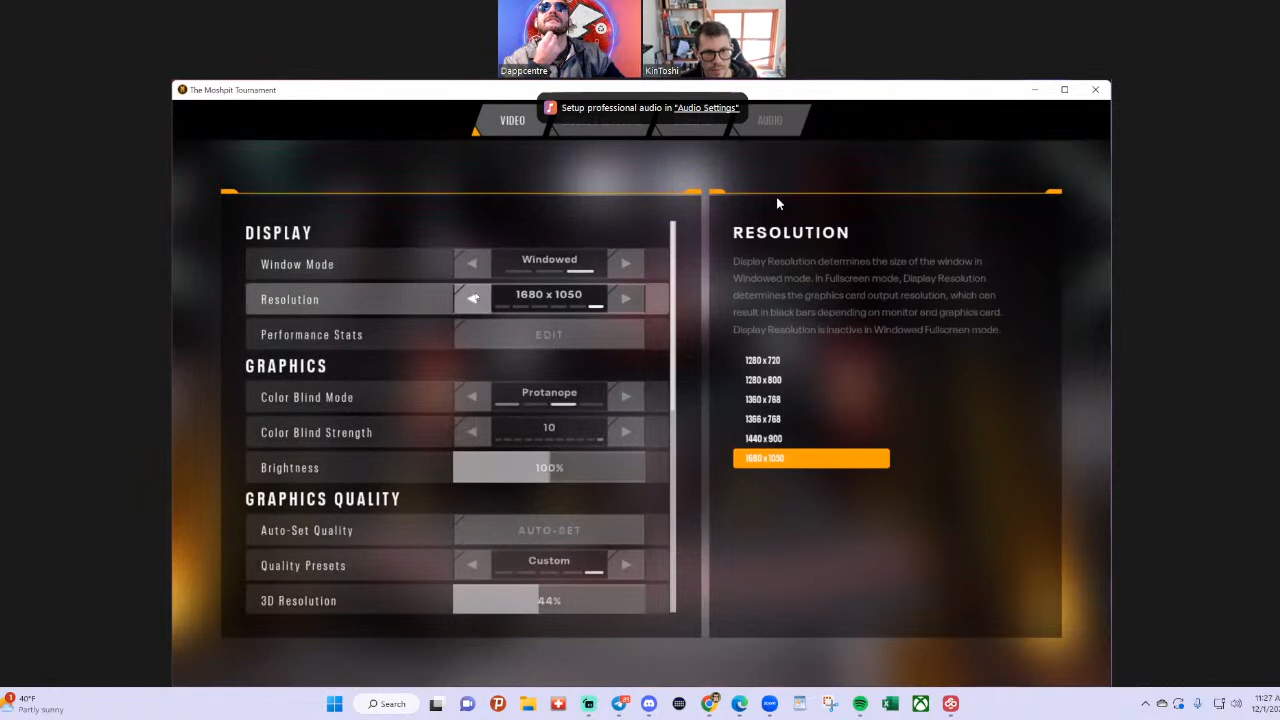 Dappcentre
KinToshi
The Moshpit Tournament
Setup professional audio in "Audio Settings"
VIDEO
AUDIO
DISPLAY
Window Mode
Windowed
Resolution
1680 x 1050
Performance Stats
EDIT
GRAPHICS
Color Blind Mode
Protanope
Color Blind Strength
10
Brightness
100%
GRAPHICS QUALITY
Auto-Set Quality
AUTO-SET
Quality Presets
Custom
3D Resolution
44%
RESOLUTION
Display Resolution determines the size of the window in
Windowed mode. In Fullscreen mode, Display Resolution
determines the graphics card output resolution, which can
result in black bars depending on monitor and graphics card.
Display Resolution is inactive in Windowed Fullscreen mode.
1280 x 720
1280 x 800
1360 x 768
1366 x 768
1440 x 900
1680 x 1050
1
40°F
Partly sunny
Search
zoom
11:27 A
12/1/20